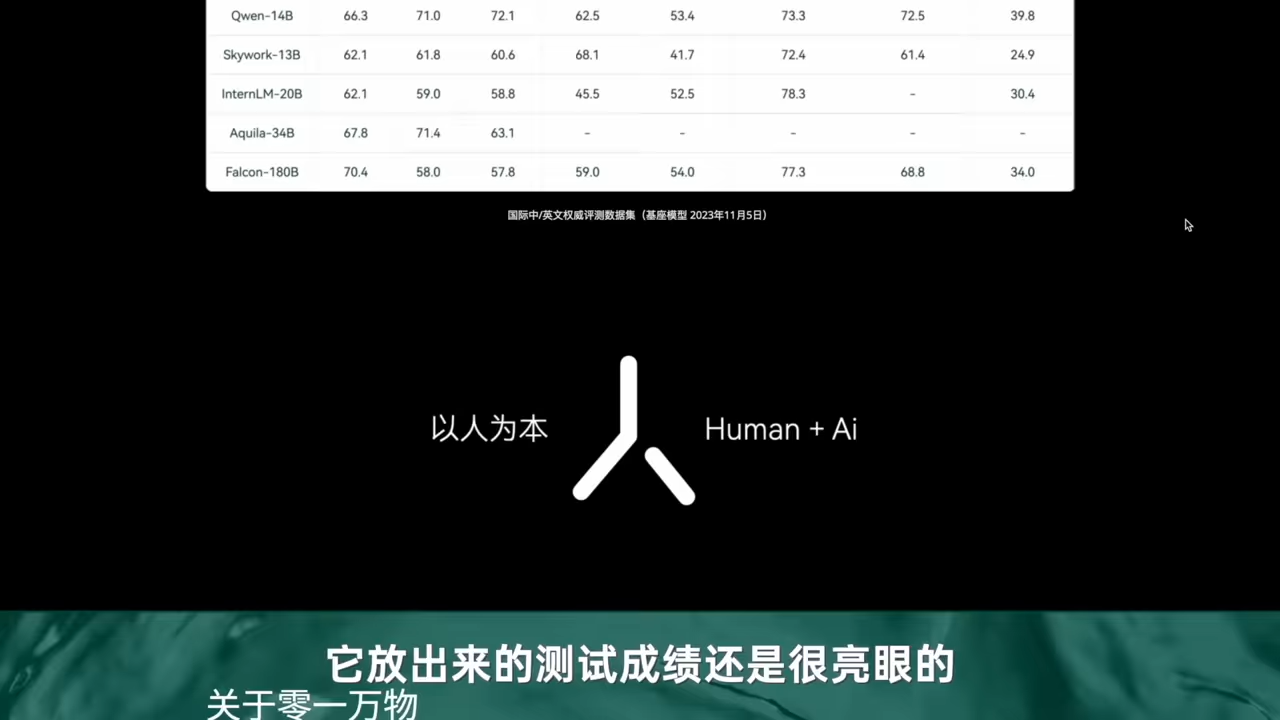 Qwen-14B 66.3 71.0 72.1 62.5 53.4 73.3 72.5 39.8
Skywork-13B 62.1 61.8 60.6 68.1 41.7 72.4 61.4 24.9
InternLM-20B 62.1 59.0 58.8 45.5 52.5 78.3 - 30.4
Aquila-34B 67.8 71.4 63.1 - - - - -
Falcon-180B 70.4 58.0 57.8 59.0 54.0 77.3 68.8 34.0
国际中/英文权威评测数据集（基座模型 2023年11月5日）
以人为本 Human + Ai
它放出来的测试成绩还是很亮眼的
关于零一万物